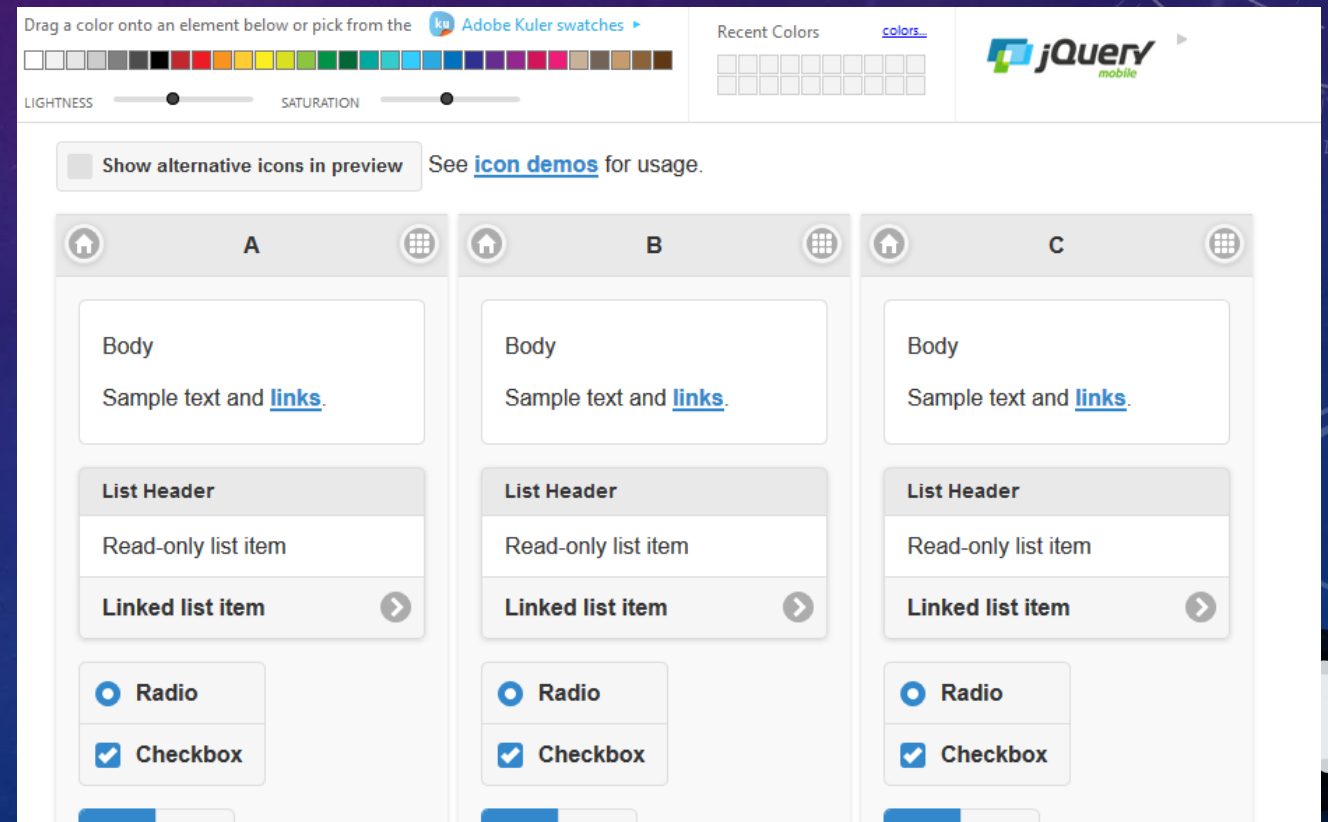 Drag a color onto an element below or pick from the ku Adobe Kuler swatches
Recent Colors colors...
jQuery
mobile
LIGHTNESS SATURATION
Show alternative icons in preview See icon demos for usage.
A B C
Body Body Body
Sample text and links. Sample text and links. Sample text and links.
List Header List Header List Header
Read-only list item Read-only list item Read-only list item
Linked list item Linked list item Linked list item
Radio Radio Radio
Checkbox Checkbox Checkbox